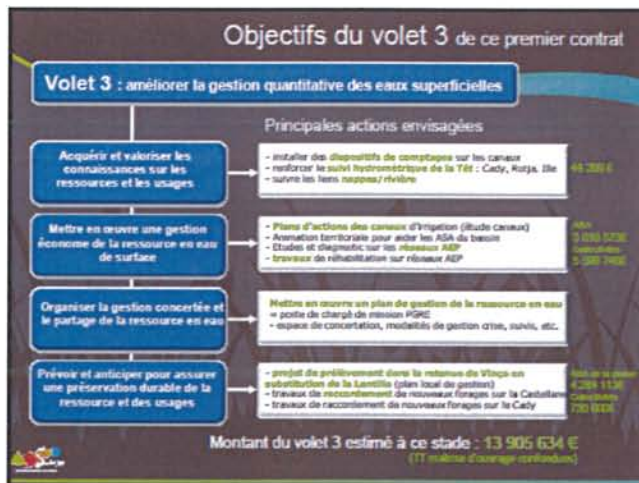 Objectifs du volet 3 de ce premier contrat
Volet 3 : améliorer la gestion quantitative des eaux superficielles
Principales actions envisagées
Acquérir et valoriser les
connaissances sur les
ressources et les usages
- installer des dispositifs de comptages sur les canaux
- renforcer le suivi hydrométrique de la Têt : Cady, Rotja, Ille
- suivre les liens nappes/rivière
Mettre en œuvre une gestion
économe de la ressource en eau
de surface
- Plans d'actions des canaux d'irrigation (étude canaux)
- Animation territoriale pour aider les ASA du bassin
- Etudes et diagnostic sur les réseaux AEP
- travaux de réhabilitation sur réseaux AEP
Organiser la gestion concertée et
le partage de la ressource en eau
Mettre en œuvre un plan de gestion de la ressource en eau
= poste de chargé de mission PGRE
- espace de concertation, modalités de gestion crise, suivis, etc.
Prévoir et anticiper pour assurer
une préservation durable de la
ressource et des usages
- projet de prélèvement dans la retenue de Vinça en
substitution de la Lentilla (plan local de gestion)
- travaux de raccordement de nouveaux forages sur la Castellane
- travaux de raccordement de nouveaux forages sur la Cady
Montant du volet 3 estimé à ce stade : 13 905 634 €
(TT maîtrise d'ouvrage confondues)